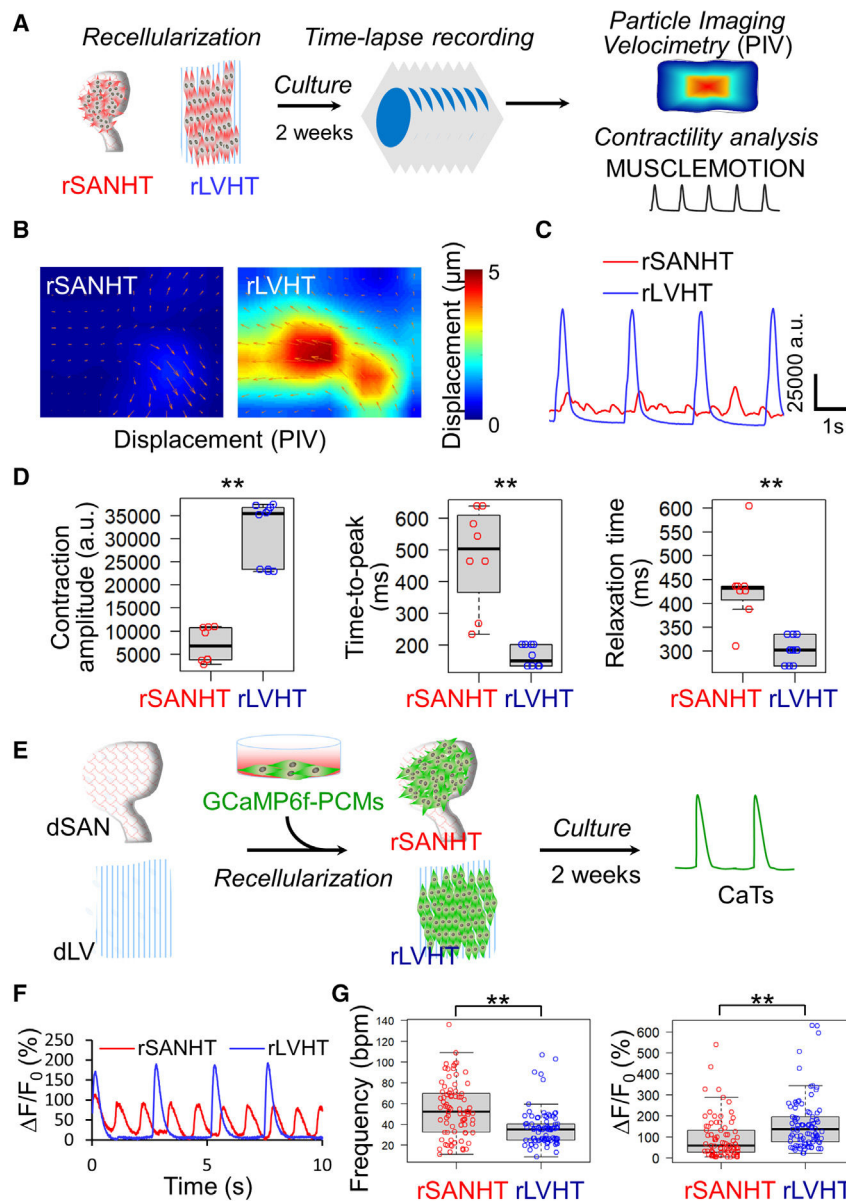 A
Recellularization
Time-lapse recording
Particle Imaging
Velocimetry (PIV)
Culture
2 weeks
Contractility analysis
MUSCLEMOTION
rSANHT
rLVHT
B
rSANHT
rLVHT
Displacement (PIV)
Displacement (µm)
5
0
C
rSANHT
rLVHT
25000 a.u.
1s
D
**
Contraction
amplitude (a.u.)
35000
30000
25000
20000
15000
10000
5000
rSANHT rLVHT
**
Time-to-peak
(ms)
600
500
400
300
200
rSANHT rLVHT
**
Relaxation time
(ms)
600
550
500
450
400
350
300
rSANHT rLVHT
E
dSAN
GCaMP6f-PCMs
rSANHT
Recellularization
Culture
2 weeks
CaTs
dLV
rLVHT
F
ΔF/F0 (%)
250
200
150
100
50
0
rSANHT
rLVHT
0 5 10
Time (s)
G
**
Frequency (bpm)
140
120
100
80
60
40
20
rSANHT rLVHT
**
ΔF/F0 (%)
600
500
400
300
200
100
0
rSANHT rLVHT